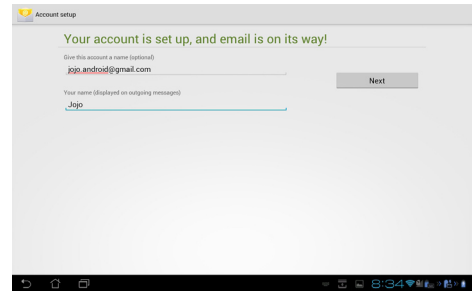 Account setup
Your account is set up, and email is on its way!
Give this account a name (optional)
jojo.android@gmail.com
Next
Your name (displayed on outgoing messages)
Jojo
8:34